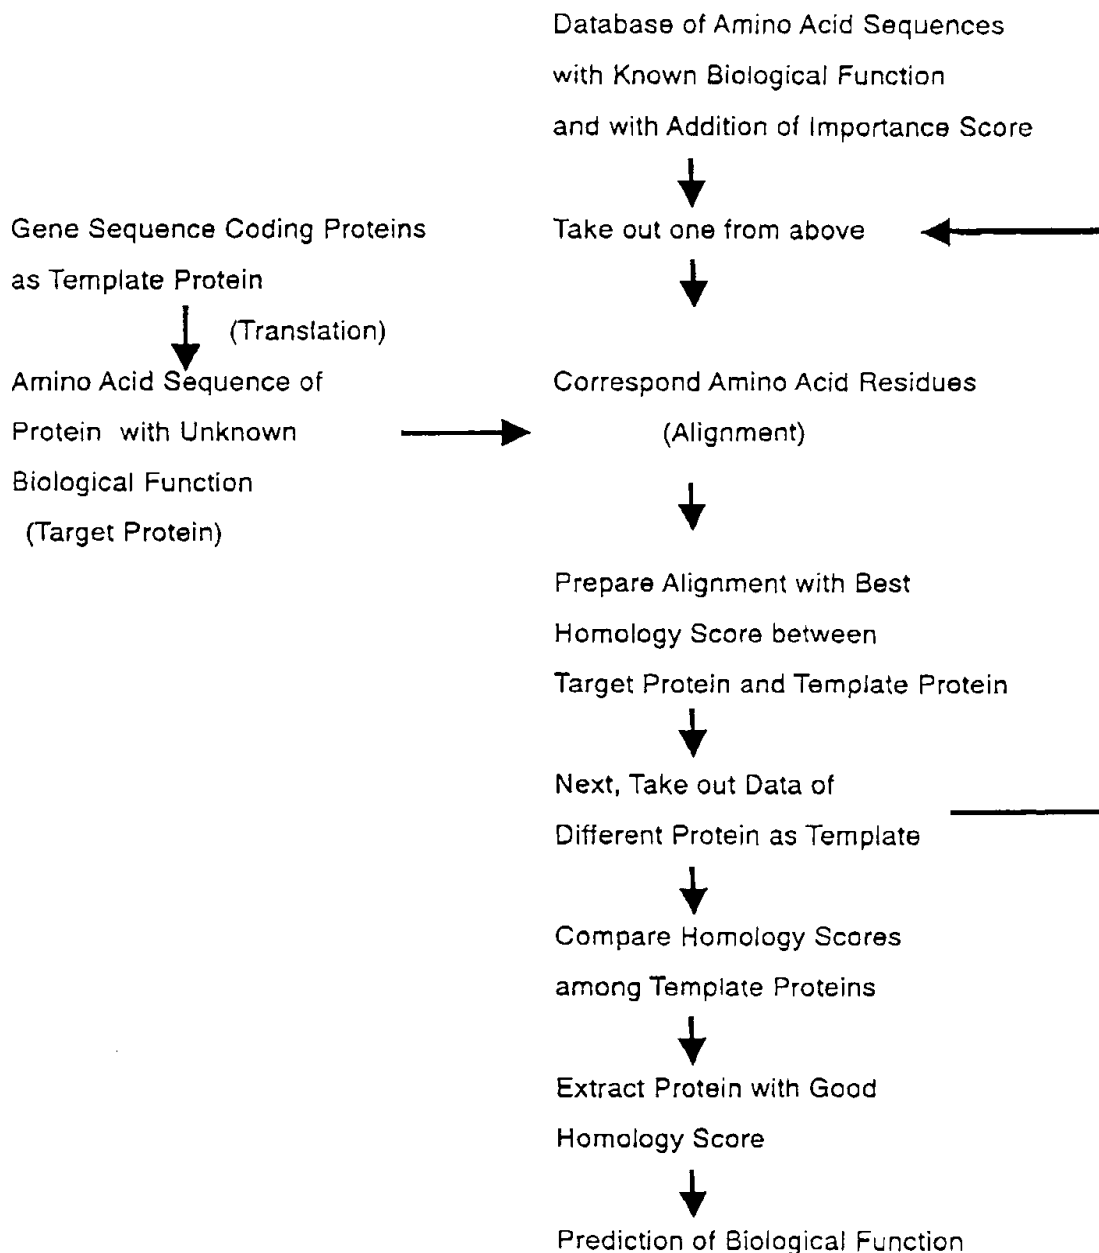 Database of Amino Acid Sequences
with Known Biological Function
and with Addition of Importance Score
Gene Sequence Coding Proteins
as Template Protein
(Translation)
Amino Acid Sequence of
Protein with Unknown
Biological Function
(Target Protein)
Take out one from above
Correspond Amino Acid Residues
(Alignment)
Prepare Alignment with Best
Homology Score between
Target Protein and Template Protein
Next, Take out Data of
Different Protein as Template
Compare Homology Scores
among Template Proteins
Extract Protein with Good
Homology Score
Prediction of Biological Function